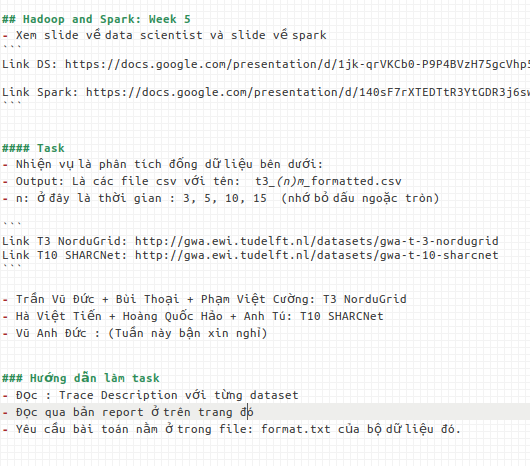 ## Hadoop and Spark: Week 5
- Xem slide về data scientist và slide về spark
```
Link DS: https://docs.google.com/presentation/d/1jk-qrVKCb0-P9P4BVzH75gcVhp5
Link Spark: https://docs.google.com/presentation/d/140sF7rXTEDTtR3YtGDR3j6sw
```
#### Task
- Nhiện vụ là phân tích đống dữ liệu bên dưới:
- Output: Là các file csv với tên:  t3_(n)m_formatted.csv
- n: Ở đây là thời gian : 3, 5, 10, 15  (nhớ bỏ dấu ngoặc tròn)
```
Link T3 NorduGrid: http://gwa.ewi.tudelft.nl/datasets/gwa-t-3-nordugrid
Link T10 SHARCNet: http://gwa.ewi.tudelft.nl/datasets/gwa-t-10-sharcnet
```
- Trần Vũ Đức + Bùi Thoại + Phạm Việt Cường: T3 NorduGrid
- Hà Việt Tiến + Hoàng Quốc Hảo + Anh Tú: T10 SHARCNet
- Vũ Anh Đức : (Tuần này bận xin nghỉ)
### Hướng dẫn làm task
- Đọc : Trace Description với từng dataset
- Đọc qua bản report ở trên trang đó
- Yêu cầu bài toán nằm ở trong file: format.txt của bộ dữ liệu đó.